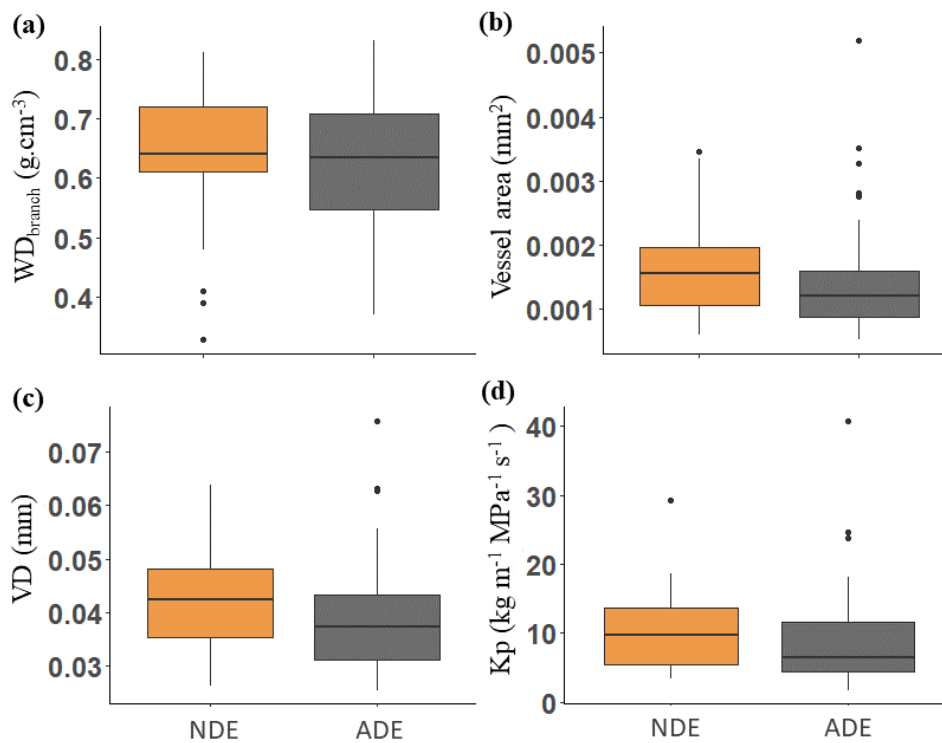 (a)
WDbranch (g.cm-3)
0.8
0.7
0.6
0.5
0.4
(b)
Vessel area (mm2)
0.005
0.004
0.003
0.002
0.001
(c)
VD (mm)
0.07
0.06
0.05
0.04
0.03
NDE ADE
(d)
Kp (kg m-1 MPa-1 s-1)
40
30
20
10
0
NDE ADE